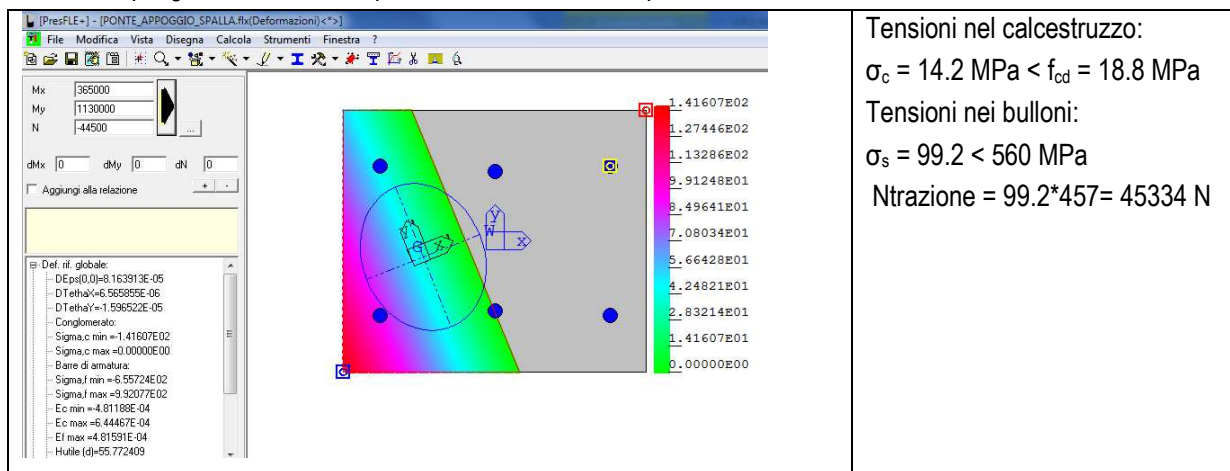 [PresFLE+] - [PONTE_APPOGGIO_SPALLA.flx(Deformazioni)<*>]
File Modifica Vista Disegna Calcola Strumenti Finestra ?
Mx 365000
My 1130000
N -44500
...
dMx 0 dMy 0 dN 0
Aggiungi alla relazione + -
Def. rif. globale:
DEps(0,0)=8.163913E-05
DTethaX=6.565855E-06
DTethaY=-1.596522E-05
Conglomerato:
Sigma,c min =-1.41607E02
Sigma,c max =0.00000E00
Barre di armatura:
Sigma,f min =-6.55724E02
Sigma,f max =9.92077E02
Ec min =-4.81188E-04
Ec max =6.44467E-04
Ef max =4.81591E-04
Hutile (d)=55.772409
y
W
x
y
x
1.41607E02
1.27446E02
1.13286E02
9.91248E01
8.49641E01
7.08034E01
5.66428E01
4.24821E01
2.83214E01
1.41607E01
0.00000E00
Tensioni nel calcestruzzo:
σc = 14.2 MPa < fcd = 18.8 MPa
Tensioni nei bulloni:
σs = 99.2 < 560 MPa
Ntrazione = 99.2*457= 45334 N